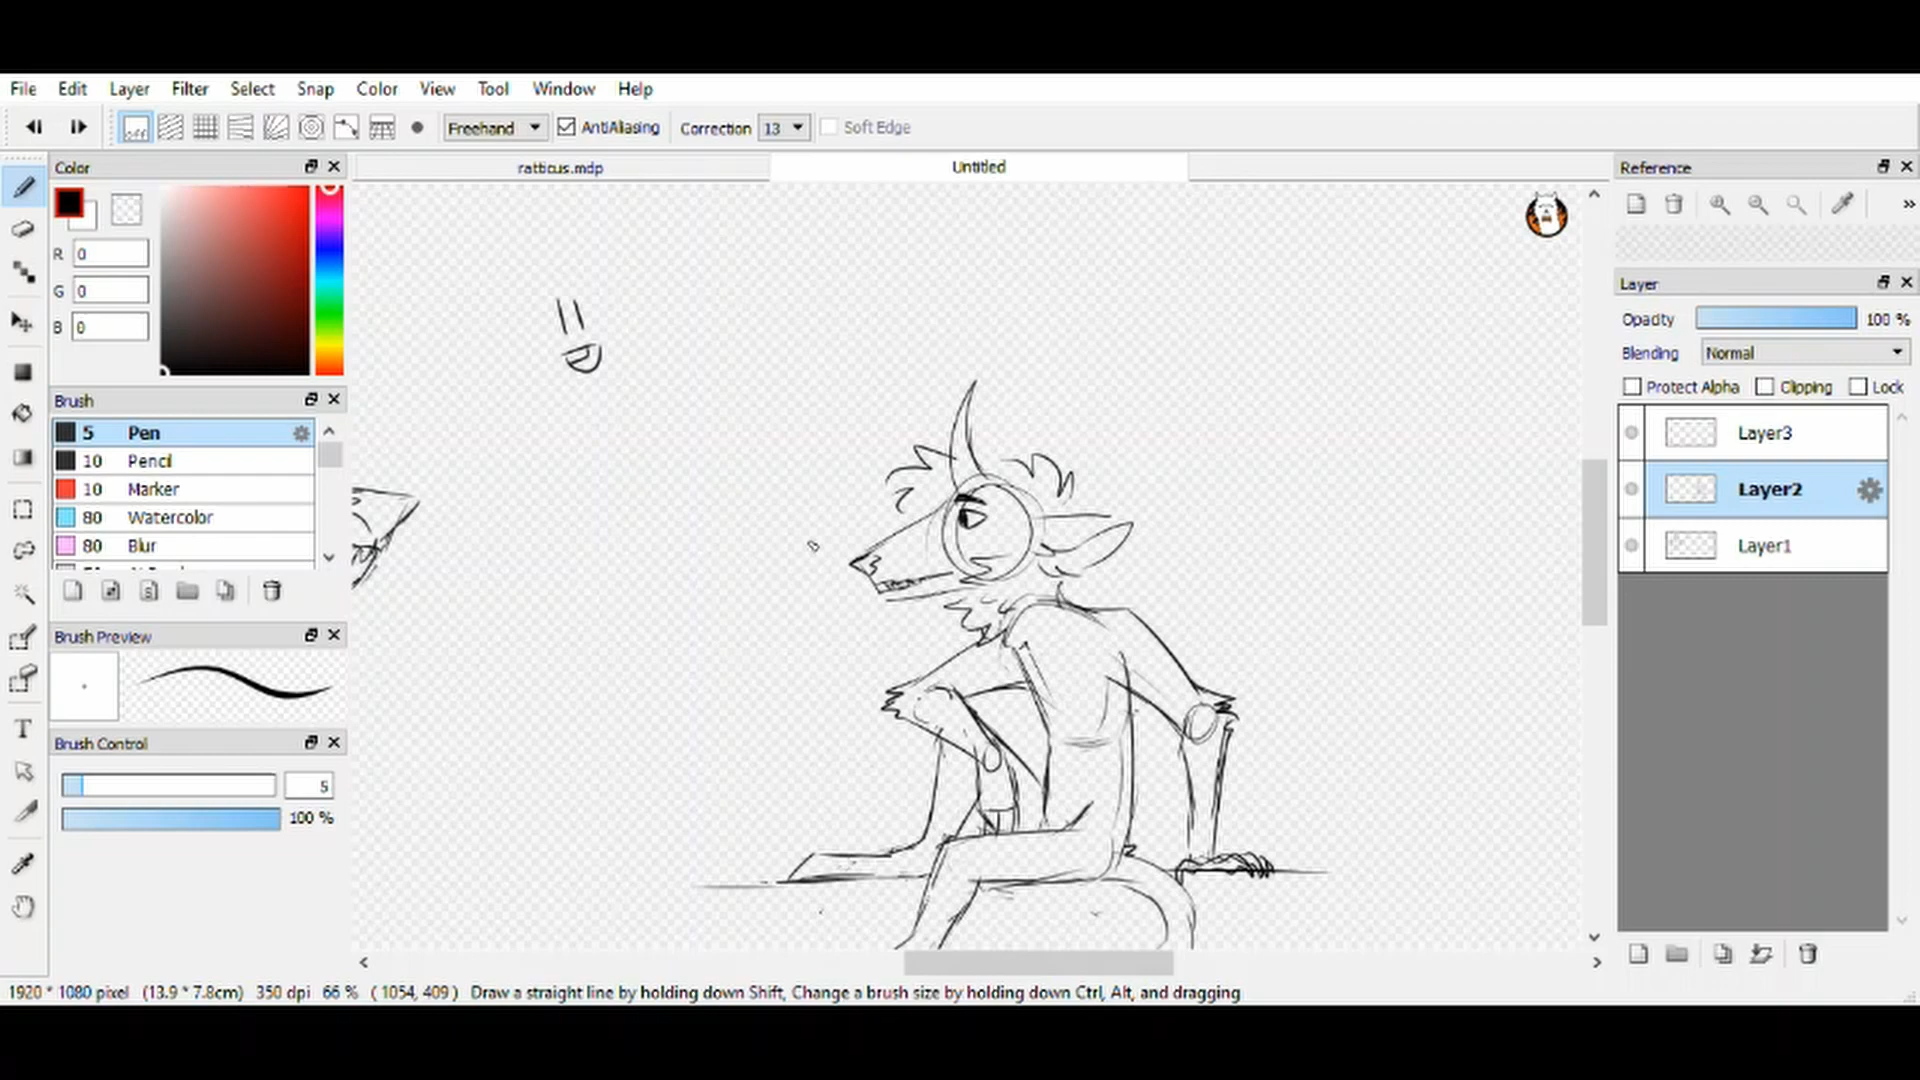 File Edit Layer Filter Select Snap Color View Tool Window Help
Freehand AntiAliasing Correction 13 Soft Edge
Color ratticus.mdp Untitled Reference
R 0
G 0
B 0
Brush
5 Pen
10 Pencil
10 Marker
80 Watercolor
80 Blur
Brush Preview
Brush Control
5
100 %
Layer
Opacity 100 %
Blending Normal
Protect Alpha Clipping Lock
Layer3
Layer2
Layer1
1920 * 1080 pixel (13.9 * 7.8cm) 350 dpi 66 % ( 1054, 409 ) Draw a straight line by holding down Shift, Change a brush size by holding down Ctrl, Alt, and dragging